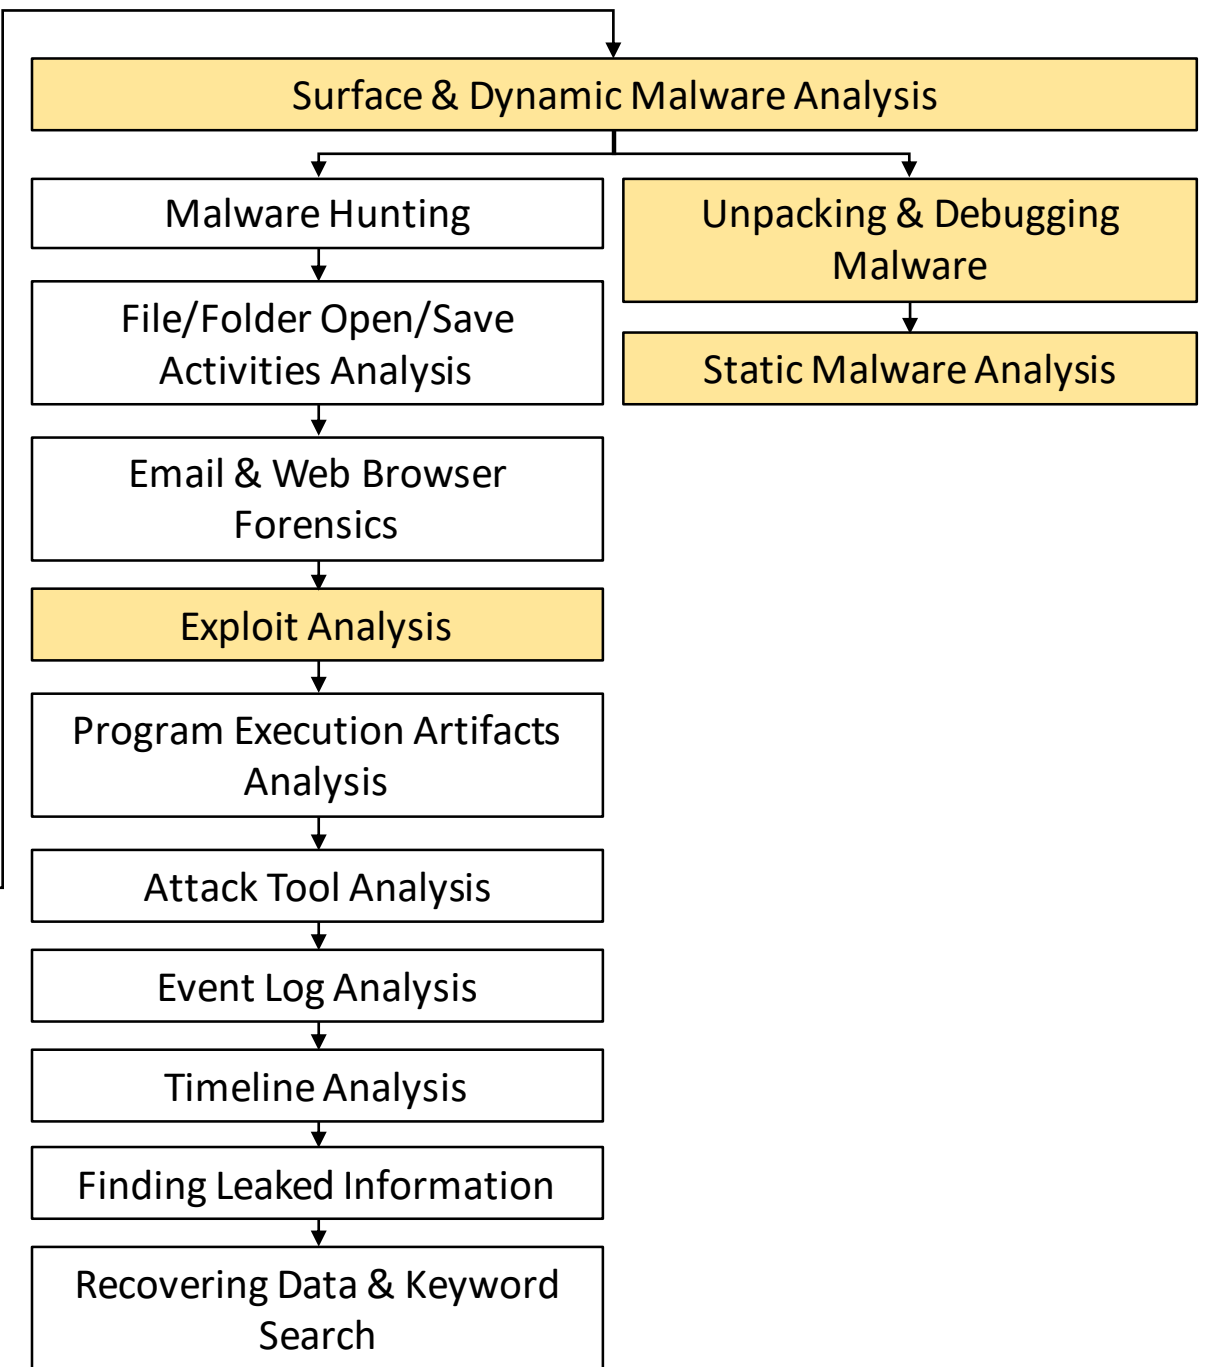 Surface & Dynamic Malware Analysis
Malware Hunting
Unpacking & Debugging
Malware
File/Folder Open/Save
Activities Analysis
Static Malware Analysis
Email & Web Browser
Forensics
Exploit Analysis
Program Execution Artifacts
Analysis
Attack Tool Analysis
Event Log Analysis
Timeline Analysis
Finding Leaked Information
Recovering Data & Keyword
Search